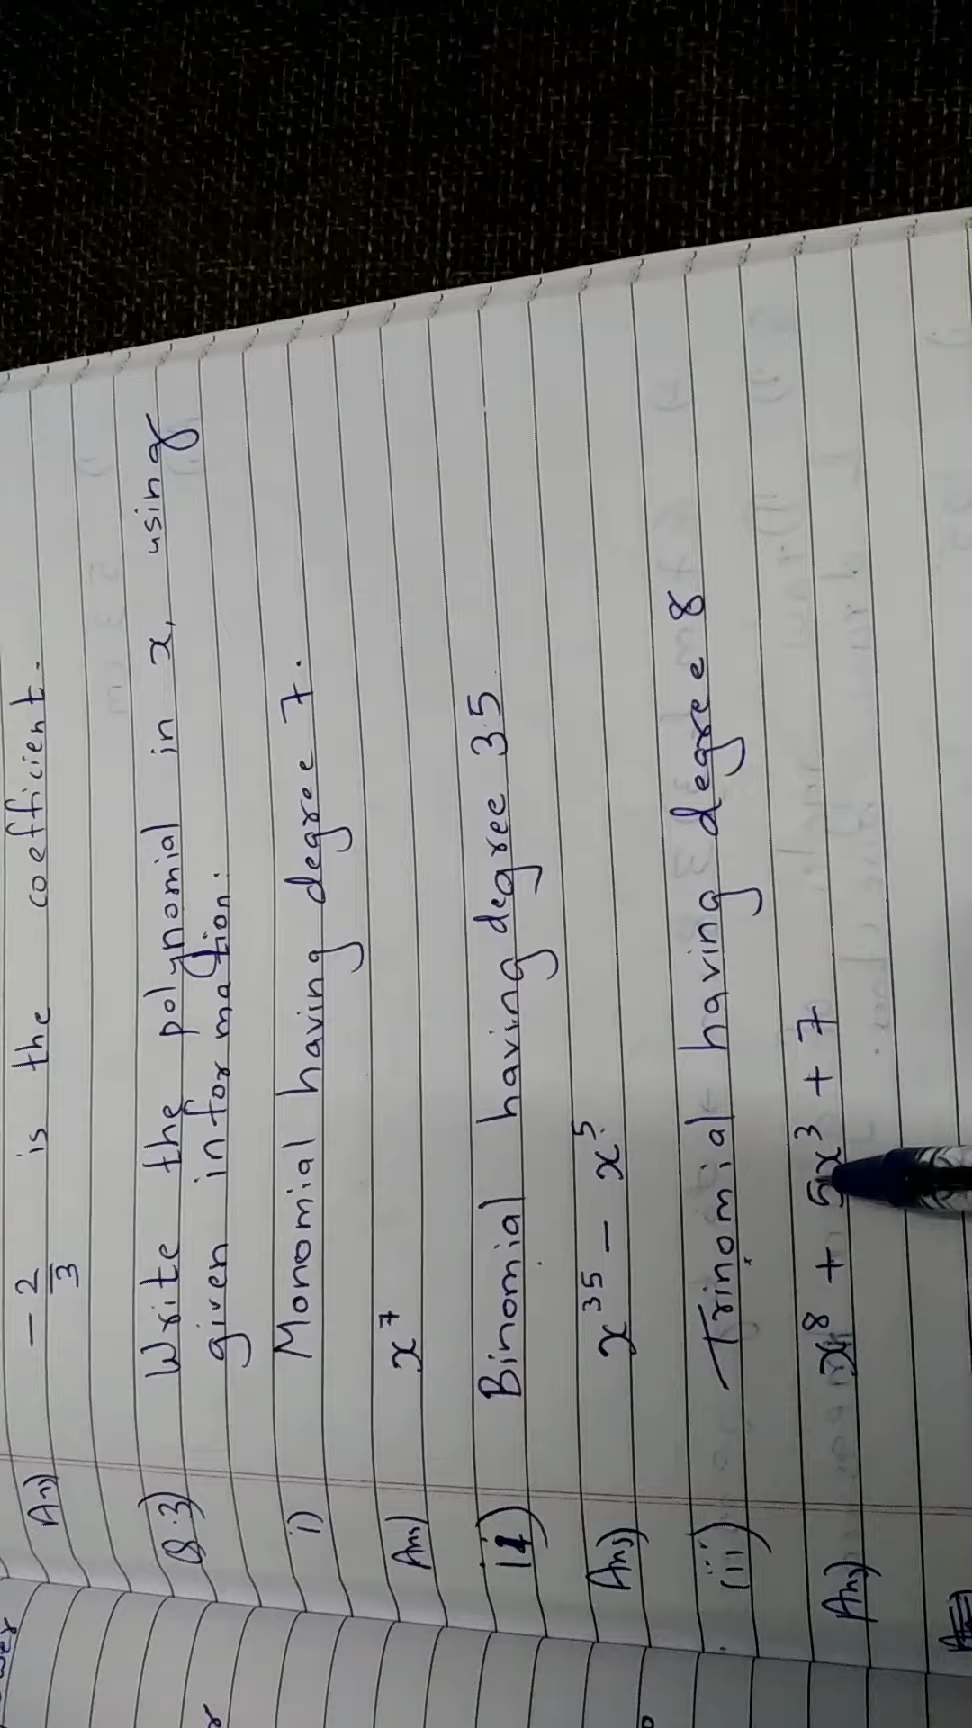 Ans) -2/3 is the coefficient.
Q.3) Write the polynomial in x, using
given information.
i) Monomial having degree 7.
Ans) x⁷
ii) Binomial having degree 35
Ans) x³⁵ - x⁵
(iii) Trinomial having degree 8
Ans) x⁸ + 5x³ + 7